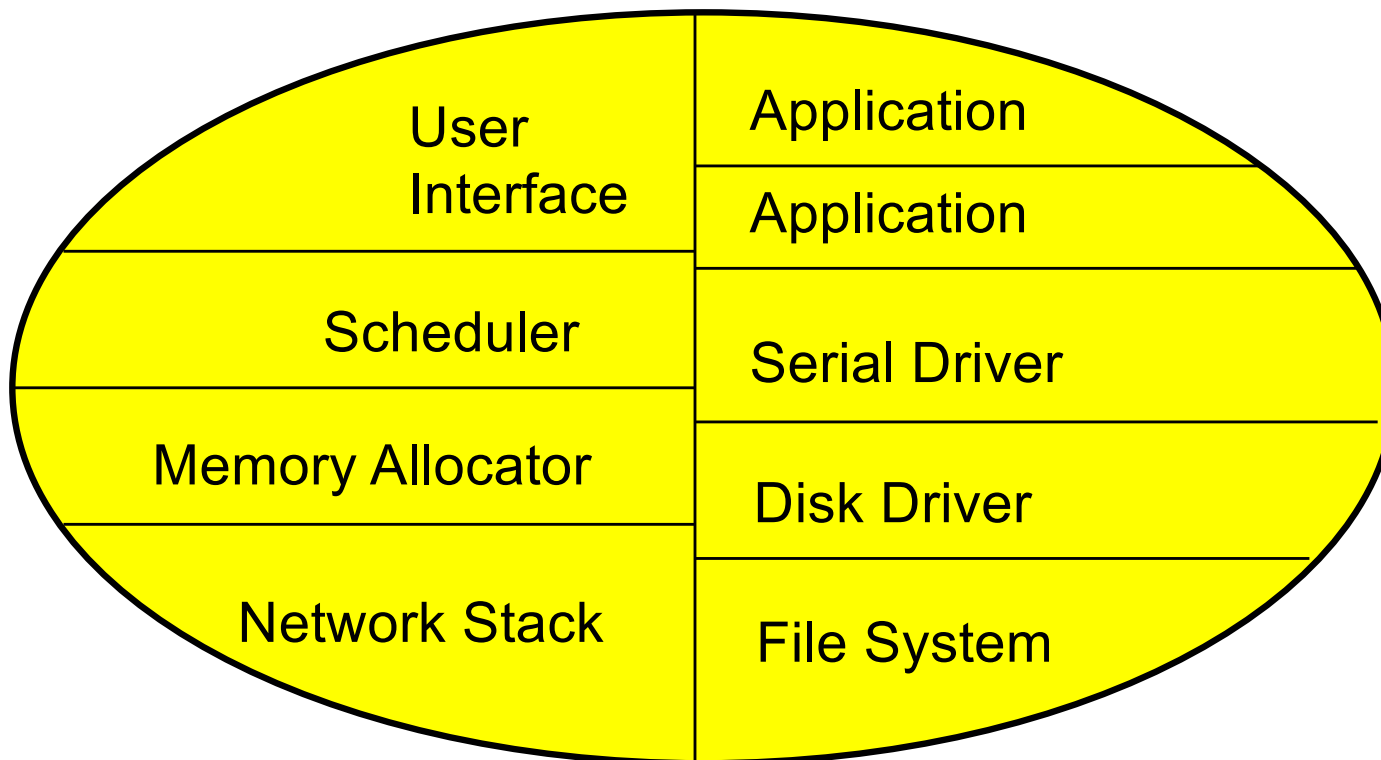 User
Interface
Scheduler
Memory Allocator
Network Stack
Application
Application
Serial Driver
Disk Driver
File System